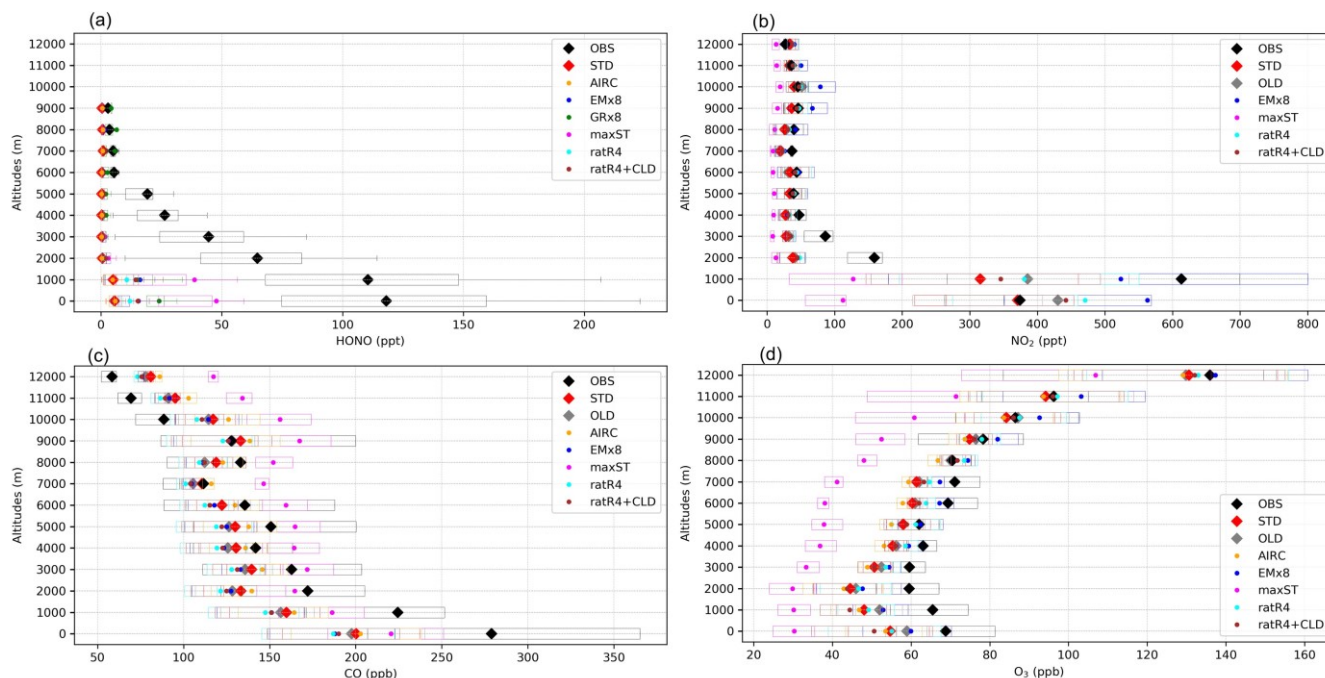 (a)
12000
11000
10000
9000
8000
7000
6000
5000
4000
3000
2000
1000
0
Altitudes (m)
0 50 100 150 200
HONO (ppt)
OBS
STD
AIRC
EMx8
GRx8
maxST
ratR4
ratR4+CLD
(b)
12000
11000
10000
9000
8000
7000
6000
5000
4000
3000
2000
1000
0
Altitudes (m)
0 100 200 300 400 500 600 700 800
NO₂ (ppt)
OBS
STD
OLD
EMx8
maxST
ratR4
ratR4+CLD
(c)
12000
11000
10000
9000
8000
7000
6000
5000
4000
3000
2000
1000
0
Altitudes (m)
50 100 150 200 250 300 350
CO (ppb)
OBS
STD
OLD
AIRC
EMx8
maxST
ratR4
ratR4+CLD
(d)
12000
11000
10000
9000
8000
7000
6000
5000
4000
3000
2000
1000
0
Altitudes (m)
20 40 60 80 100 120 140 160
O₃ (ppb)
OBS
STD
OLD
AIRC
EMx8
maxST
ratR4
ratR4+CLD